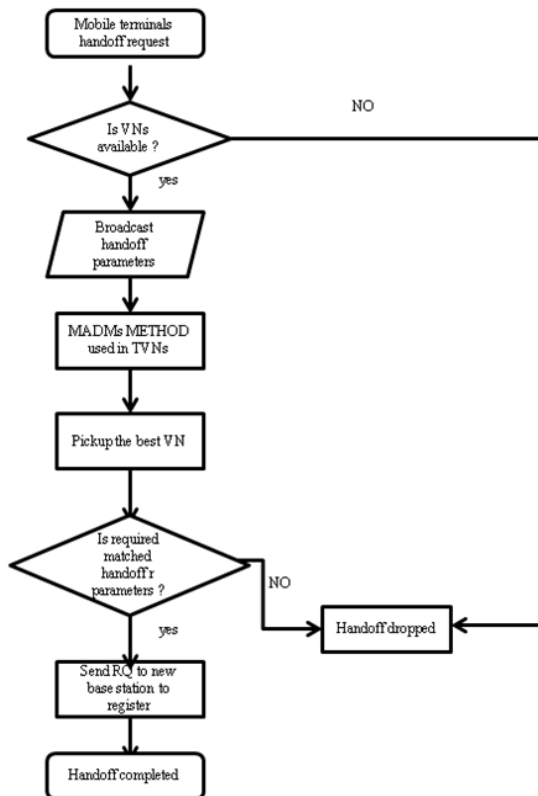 Mobile terminals
handoff request
NO
Is VNs
available ?
yes
Broadcast
handoff
parameters
MADMs METHOD
used in TVNs
Pickup the best VN
Is required
matched
handoff r
parameters ?
NO
yes
Handoff dropped
Send RQ to new
base station to
register
Handoff completed